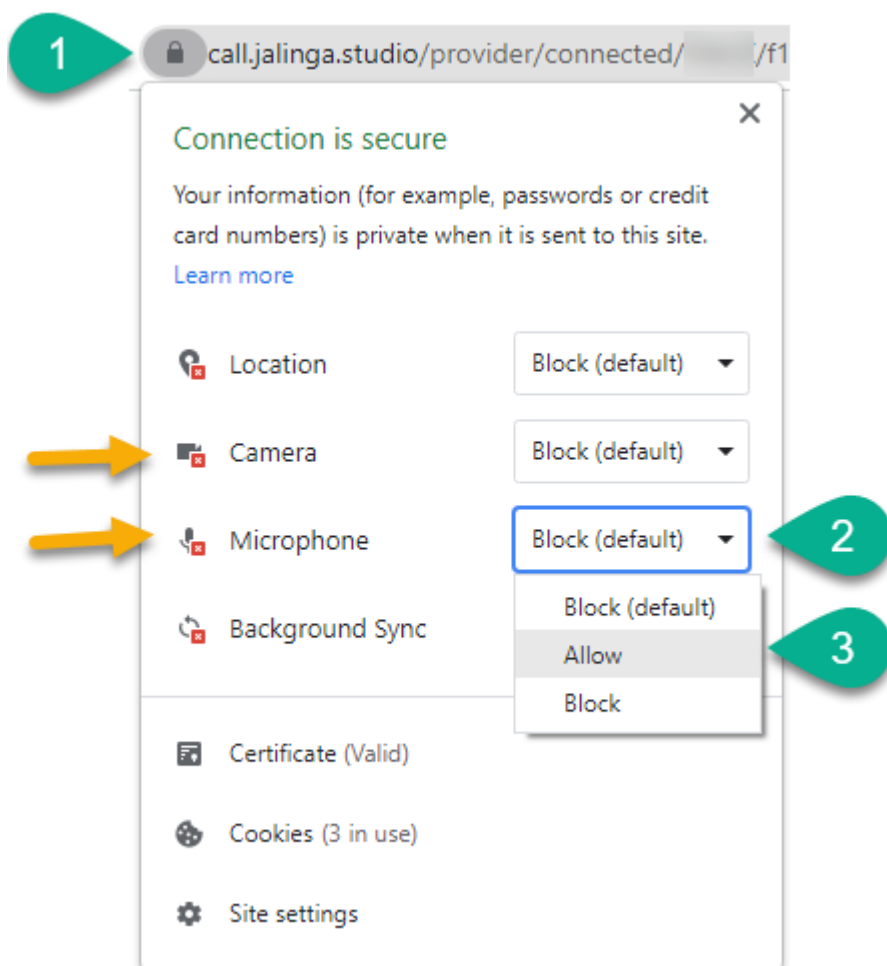 1
call.jalinga.studio/provider/connected/ /f1
Connection is secure
Your information (for example, passwords or credit
card numbers) is private when it is sent to this site.
Learn more
Location Block (default)
Camera Block (default)
Microphone Block (default) 2
Block (default)
Background Sync
Allow 3
Block
Certificate (Valid)
Cookies (3 in use)
Site settings